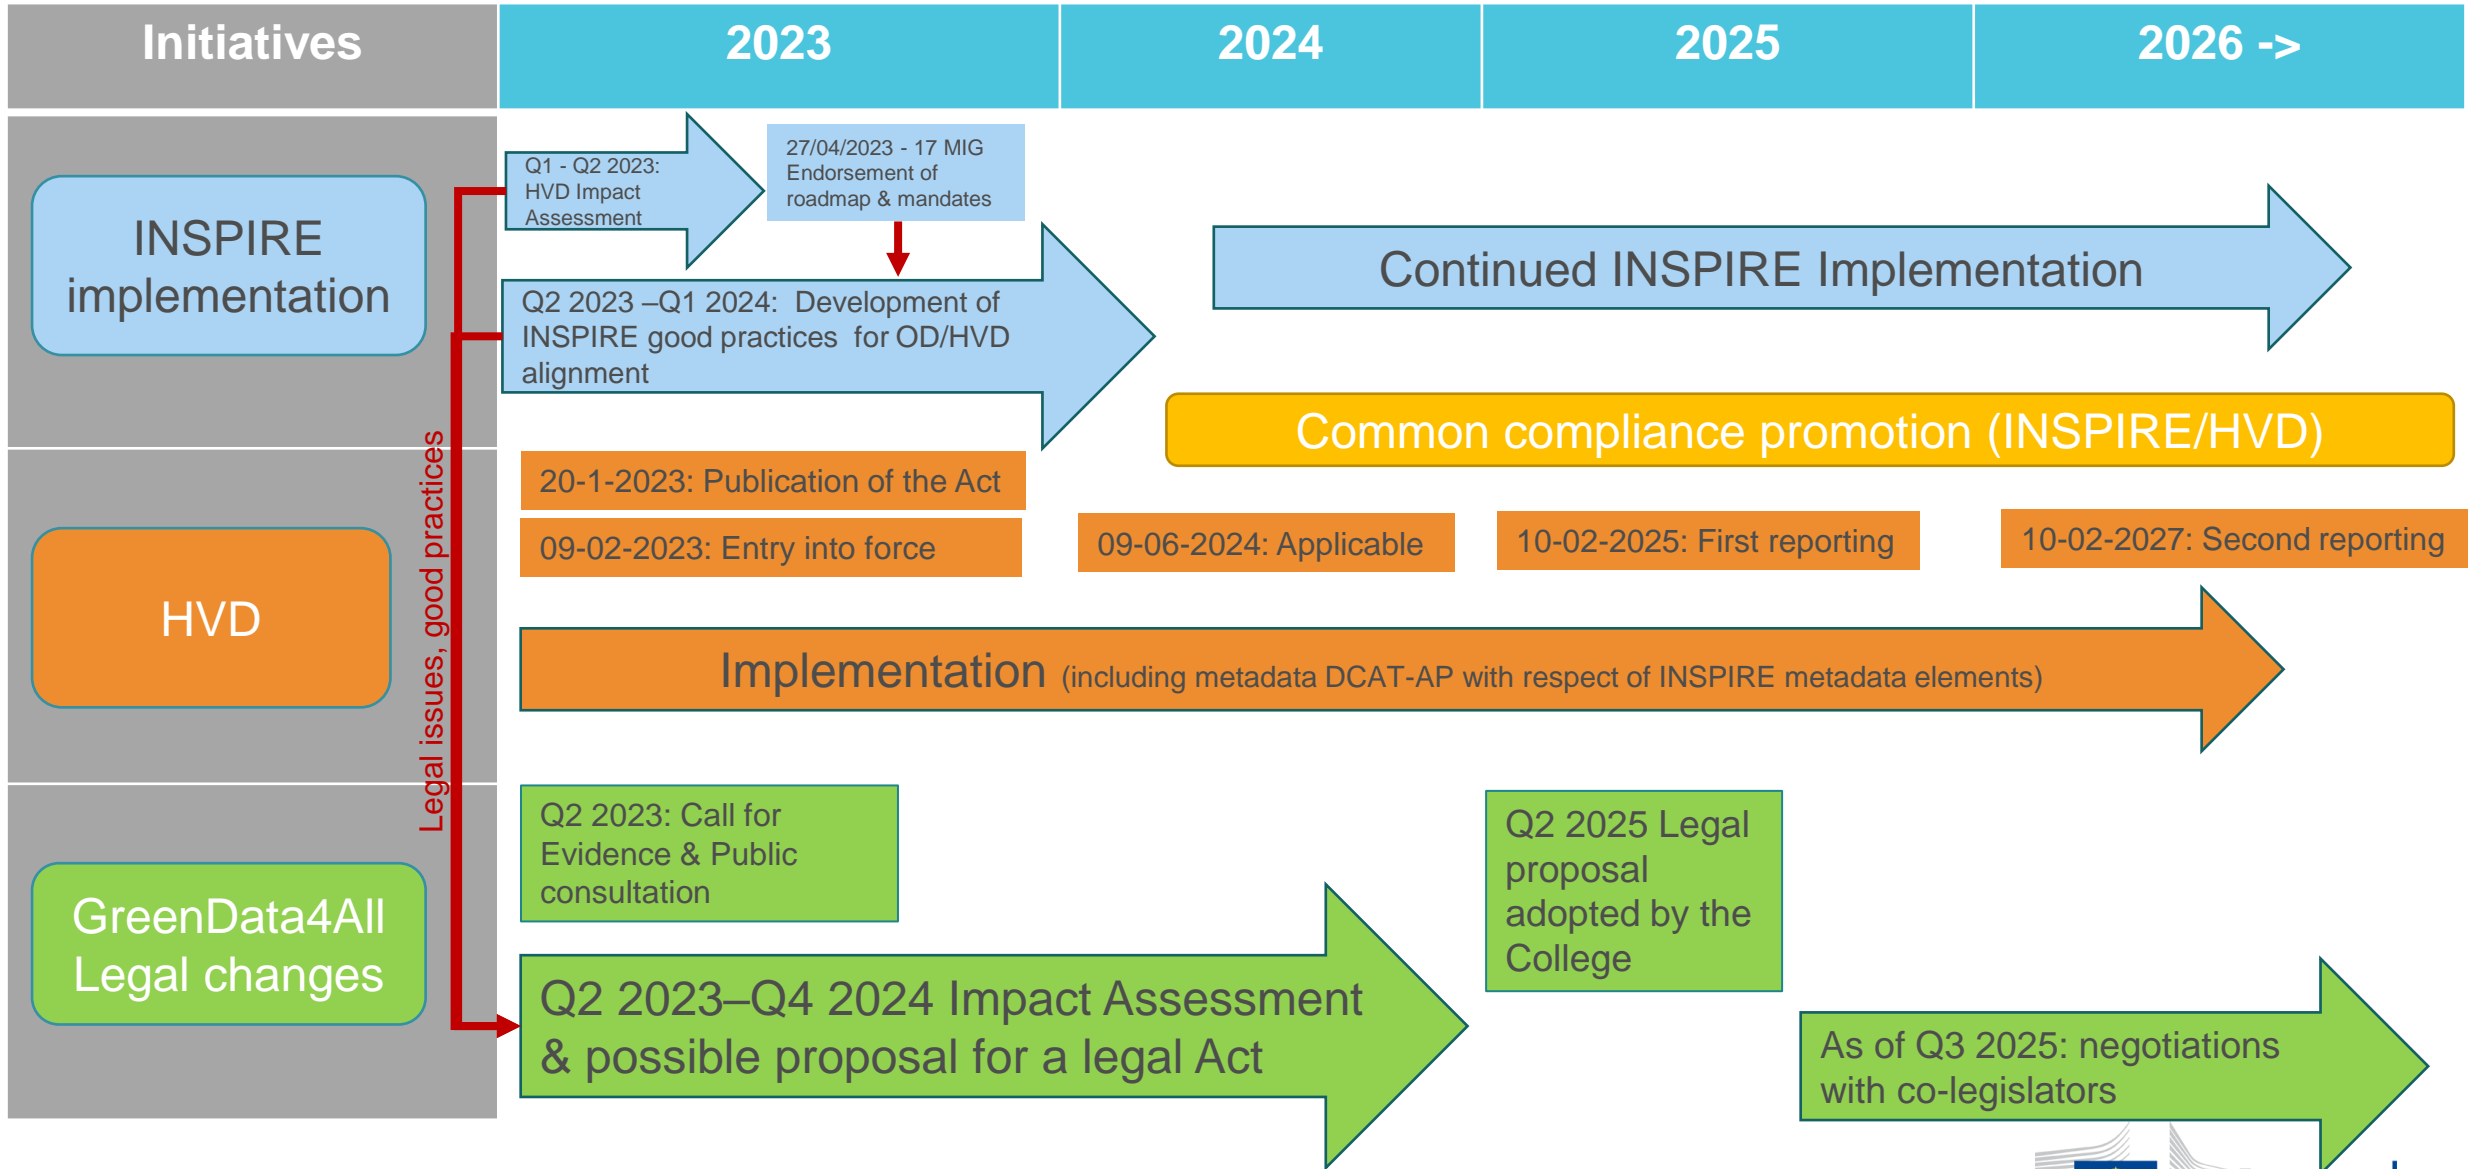 Initiatives
2023
2024
2025
2026 ->
INSPIRE
implementation
Q1 - Q2 2023:
HVD Impact
Assessment
27/04/2023 - 17 MIG
Endorsement of
roadmap & mandates
Q2 2023 –Q1 2024:  Development of
INSPIRE good practices  for OD/HVD
alignment
Continued INSPIRE Implementation
Common compliance promotion (INSPIRE/HVD)
Legal issues, good practices
HVD
20-1-2023: Publication of the Act
09-02-2023: Entry into force
09-06-2024: Applicable
10-02-2025: First reporting
10-02-2027: Second reporting
Implementation (including metadata DCAT-AP with respect of INSPIRE metadata elements)
GreenData4All
Legal changes
Q2 2023: Call for
Evidence & Public
consultation
Q2 2023–Q4 2024 Impact Assessment
& possible proposal for a legal Act
Q2 2025 Legal
proposal
adopted by the
College
As of Q3 2025: negotiations
with co-legislators